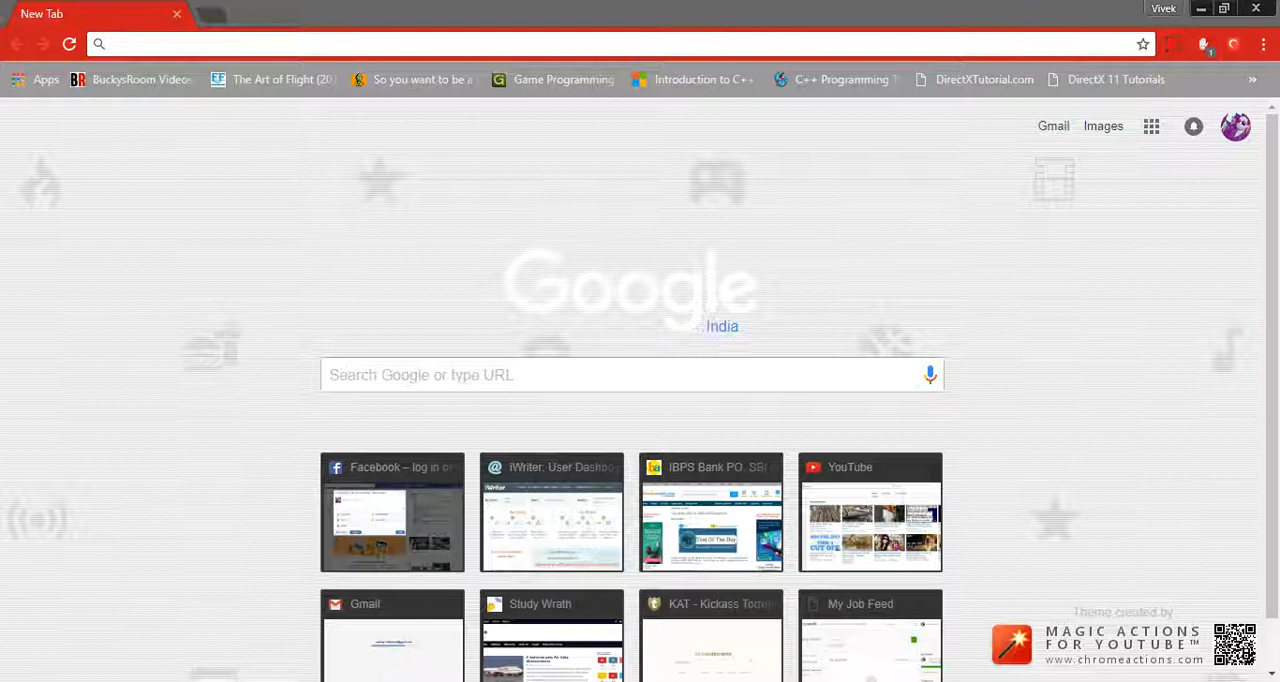 New Tab
Vivek
Apps BuckysRoom Videos The Art of Flight (20 So you want to be a Game Programming Introduction to C++ C++ Programming T DirectXTutorial.com DirectX 11 Tutorials »
Gmail Images
Google
India
Search Google or type URL
Facebook – log in or iWriter: User Dashbo IBPS Bank PO, SBI YouTube
Gmail Study Wrath KAT - Kickass Torre My Job Feed
Theme created by
MAGIC ACTIONS
FOR YOUTUBE™
www.chromeactions.com